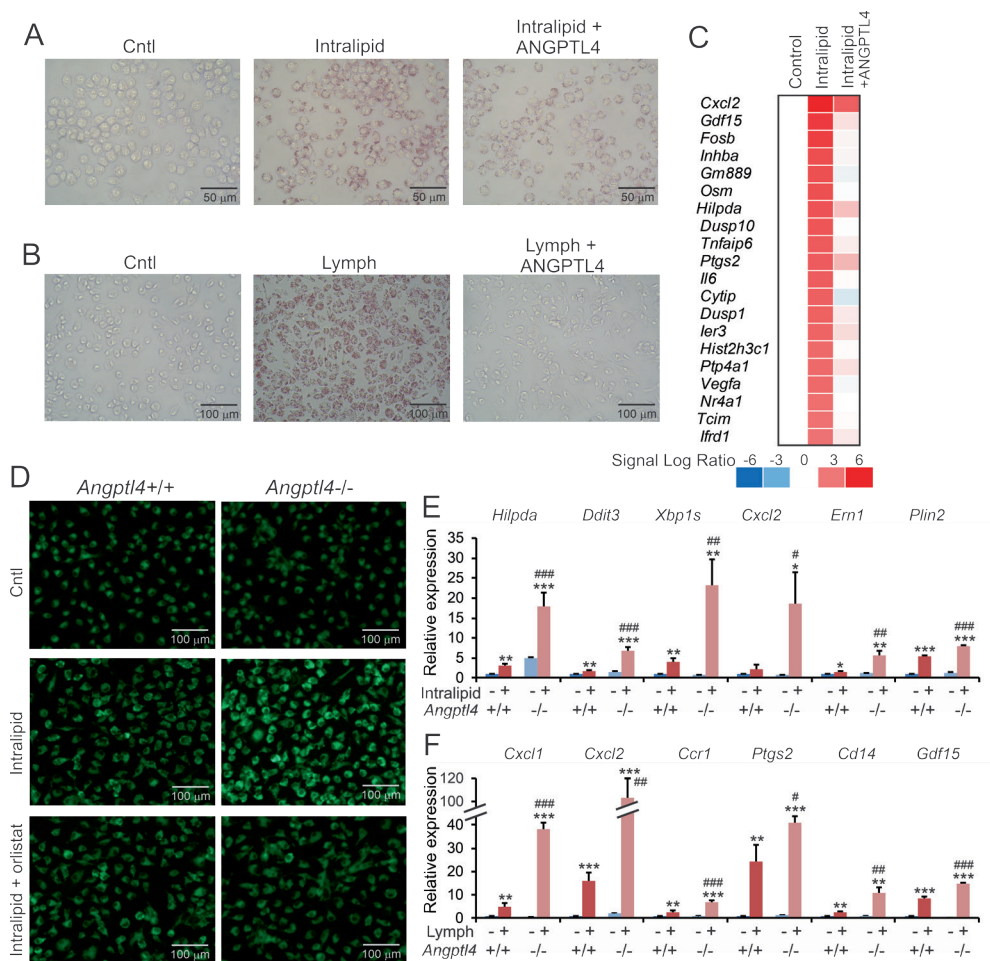 A
Cntl
Intralipid
Intralipid +
ANGPTL4
50 μm
50 μm
50 μm
B
Cntl
Lymph
Lymph +
ANGPTL4
100 μm
100 μm
100 μm
C
Control
Intralipid
Intralipid
+ANGPTL4
Cxcl2
Gdf15
Fosb
Inhba
Gm889
Osm
Hilpda
Dusp10
Tnfaip6
Ptgs2
Il6
Cytip
Dusp1
Ier3
Hist2h3c1
Ptp4a1
Vegfa
Nr4a1
Tcim
Ifrd1
Signal Log Ratio -6 -3 0 3 6
D
Angptl4+/+ Angptl4-/-
Cntl
100 μm
100 μm
Intralipid
100 μm
100 μm
Intralipid + orlistat
100 μm
100 μm
E
Hilpda Ddit3 Xbp1s Cxcl2 Ern1 Plin2
Relative expression
35
30
25
20
15
10
5
0
** ### *** ** ### *** ** ## ** # * * ## ** *** ### ***
Intralipid - + - + - + - + - + - + - + - + - + - + - + - +
Angptl4 +/+ -/- +/+ -/- +/+ -/- +/+ -/- +/+ -/- +/+ -/-
F
Cxcl1 Cxcl2 Ccr1 Ptgs2 Cd14 Gdf15
Relative expression
120
100
40
20
10
0
** ### *** *** *** ## ** ### *** ** # *** ** ## ** *** ### ***
Lymph - + - + - + - + - + - + - + - + - + - + - + - +
Angptl4 +/+ -/- +/+ -/- +/+ -/- +/+ -/- +/+ -/- +/+ -/-